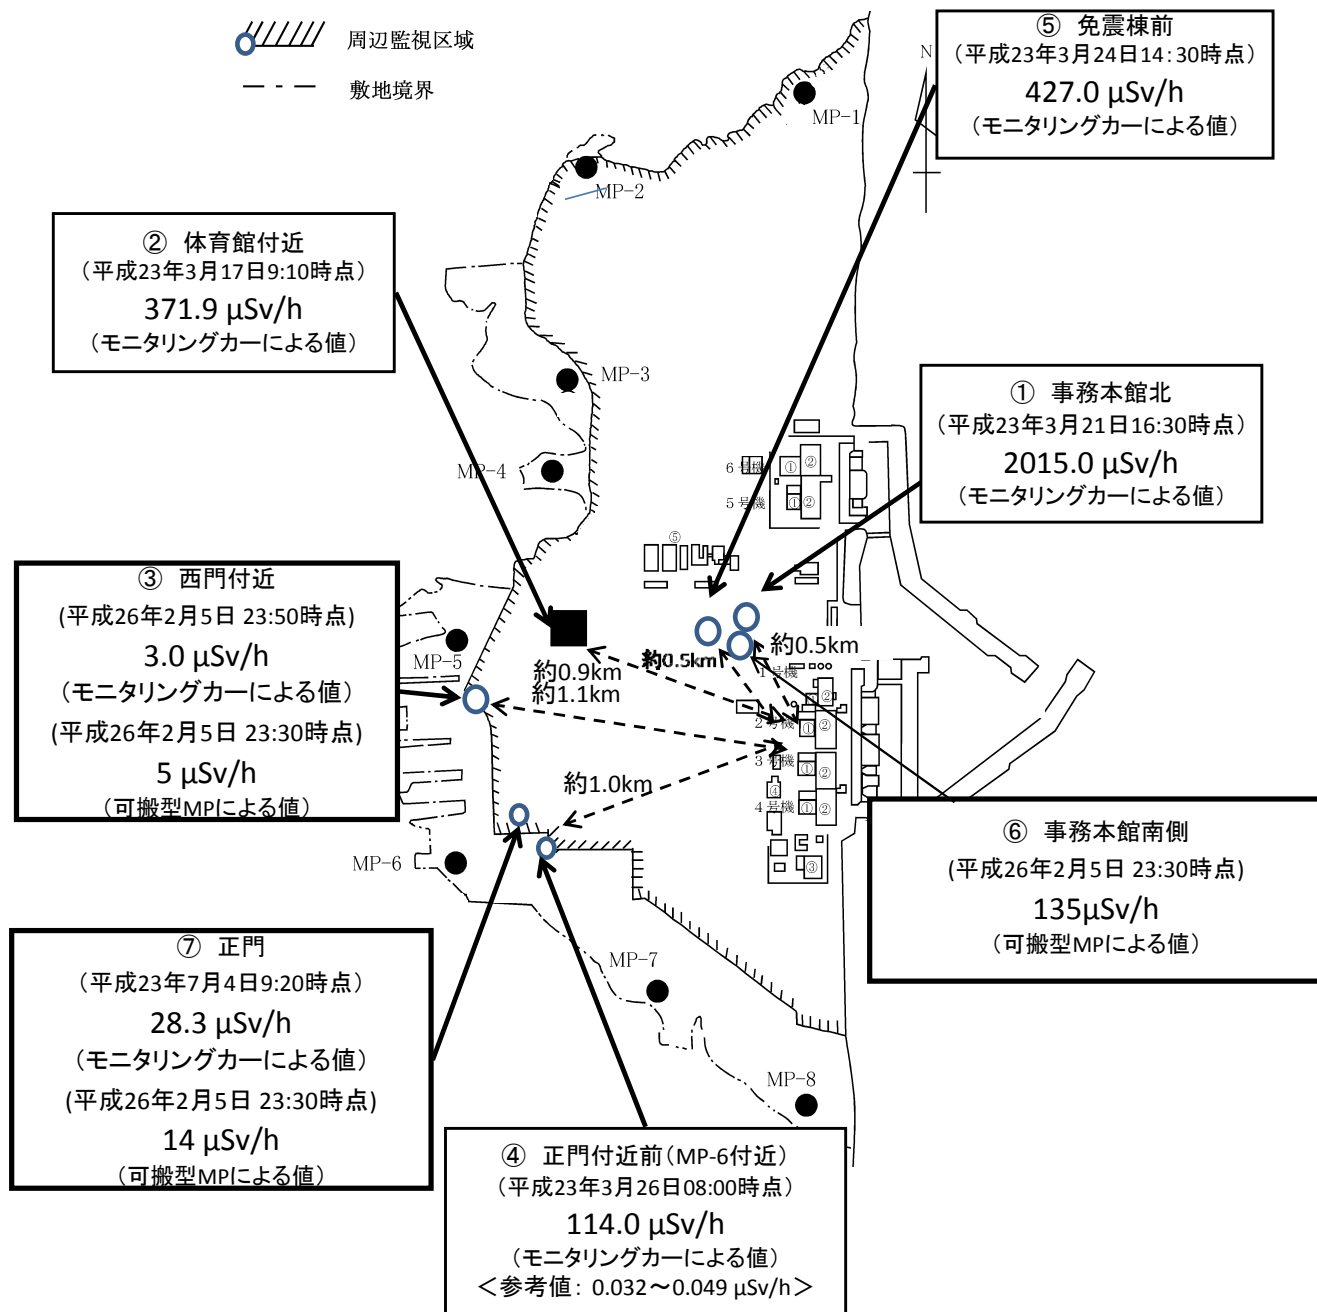 周辺監視区域
敷地境界
⑤ 免震棟前
（平成23年3月24日14：30時点）
427.0 μSv/h
（モニタリングカーによる値）
N
MP-1
MP-2
② 体育館付近
（平成23年3月17日9:10時点）
371.9 μSv/h
（モニタリングカーによる値）
MP-3
① 事務本館北
（平成23年3月21日16:30時点）
2015.0 μSv/h
（モニタリングカーによる値）
MP-4
6号機
①
②
5号機
①
②
⑤
③ 西門付近
(平成26年2月5日 23:50時点)
3.0 μSv/h
（モニタリングカーによる値）
(平成26年2月5日 23:30時点)
5 μSv/h
（可搬型MPによる値）
MP-5
約0.9km
約1.1km
約0.5km
約0.5km
1号機
②
2号機
①
②
3号機
①
②
④
4号機
①
②
③
約1.0km
MP-6
⑥ 事務本館南側
(平成26年2月5日 23:30時点)
135μSv/h
（可搬型MPによる値）
⑦ 正門
（平成23年7月4日9:20時点）
28.3 μSv/h
（モニタリングカーによる値）
(平成26年2月5日 23:30時点)
14 μSv/h
（可搬型MPによる値）
MP-7
MP-8
④ 正門付近前（MP-6付近）
（平成23年3月26日08:00時点）
114.0 μSv/h
（モニタリングカーによる値）
＜参考値： 0.032～0.049 μSv/h＞